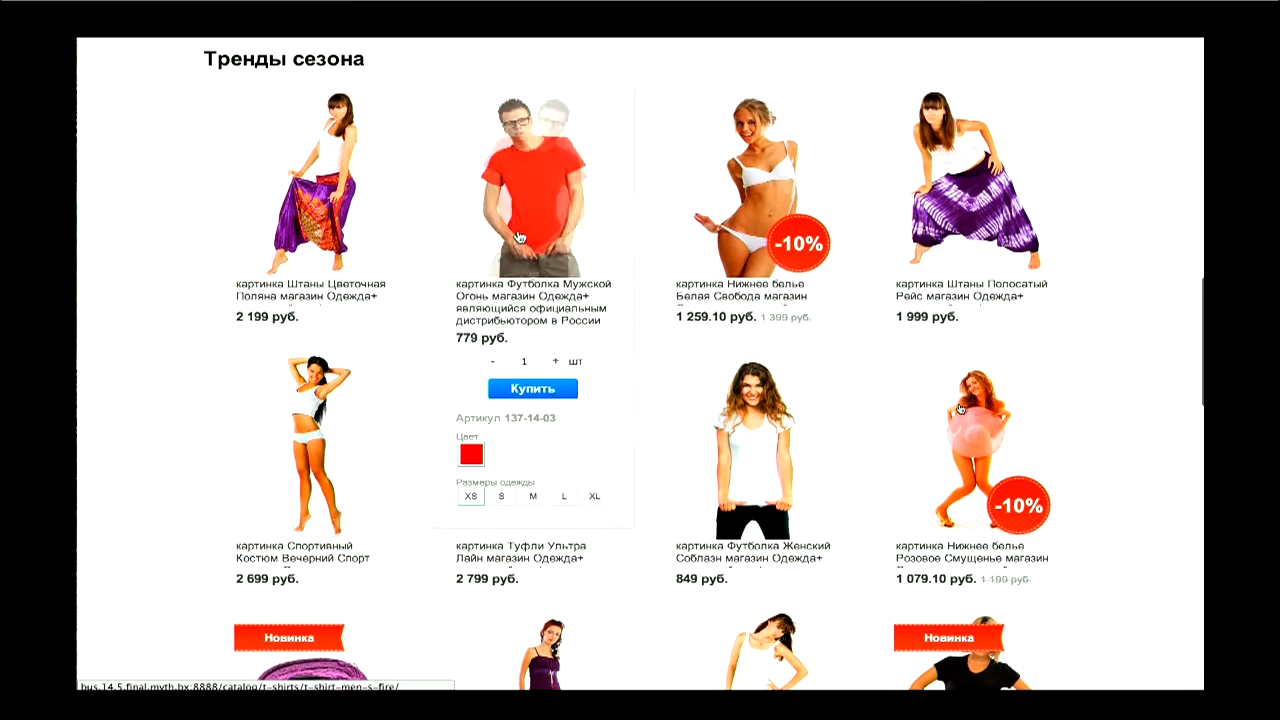 Тренды сезона
картинка Штаны Цветочная
Поляна магазин Одежда+
2 199 руб.
картинка Футболка Мужской
Огонь магазин Одежда+
являющийся официальным
дистрибьютором в России
779 руб.
- 1 + шт
Купить
Артикул 137-14-03
Цвет
Размеры одежды
XS S M L XL
-10%
картинка Нижнее белье
Белая Свобода магазин
1 259.10 руб. 1 399 руб.
картинка Штаны Полосатый
Рейс магазин Одежда+
1 999 руб.
картинка Спортивный
Костюм Вечерний Спорт
2 699 руб.
картинка Туфли Ультра
Лайн магазин Одежда+
2 799 руб.
картинка Футболка Женский
Соблазн магазин Одежда+
849 руб.
-10%
картинка Нижнее белье
Розовое Смущенье магазин
1 079.10 руб. 1 199 руб.
Новинка
Новинка
bus.14.5.final.myth.bx:8888/catalog/t-shirts/t-shirt-men-s-fire/